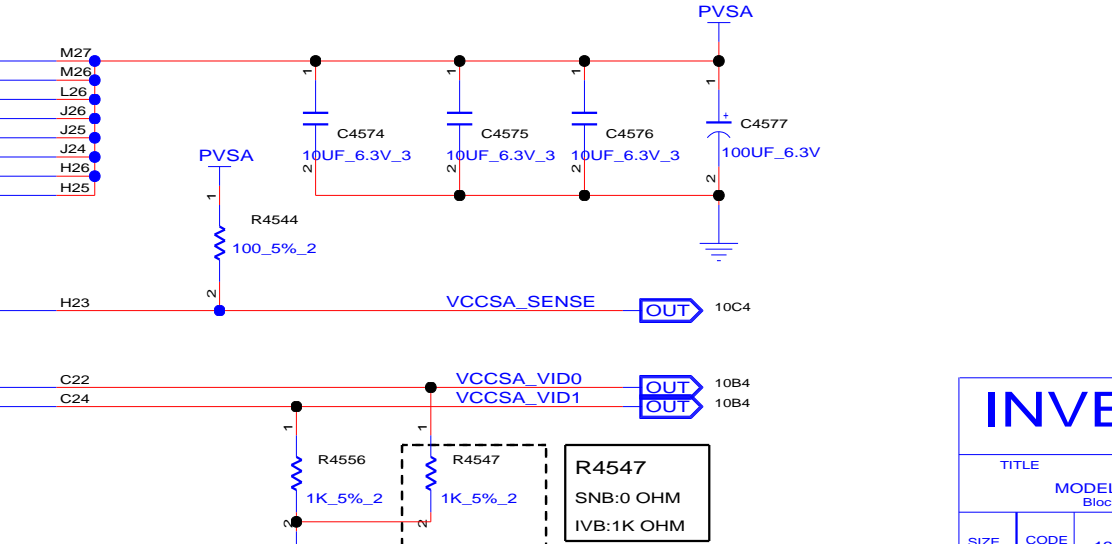 PVSA
M27
M26
L26
J26
J25
J24
H26
H25
1
1
1
1
+
C4574
C4575
C4576
C4577
10UF_6.3V_3
10UF_6.3V_3
10UF_6.3V_3
100UF_6.3V
2
2
2
2
PVSA
1
R4544
100_5%_2
2
H23
VCCSA_SENSE
OUT
10C4
C22
VCCSA_VID0
OUT
10B4
C24
VCCSA_VID1
OUT
10B4
1
1
R4556
R4547
1K_5%_2
1K_5%_2
2
2
R4547
SNB:0 OHM
IVB:1K OHM
TITLE
SIZE
CODE